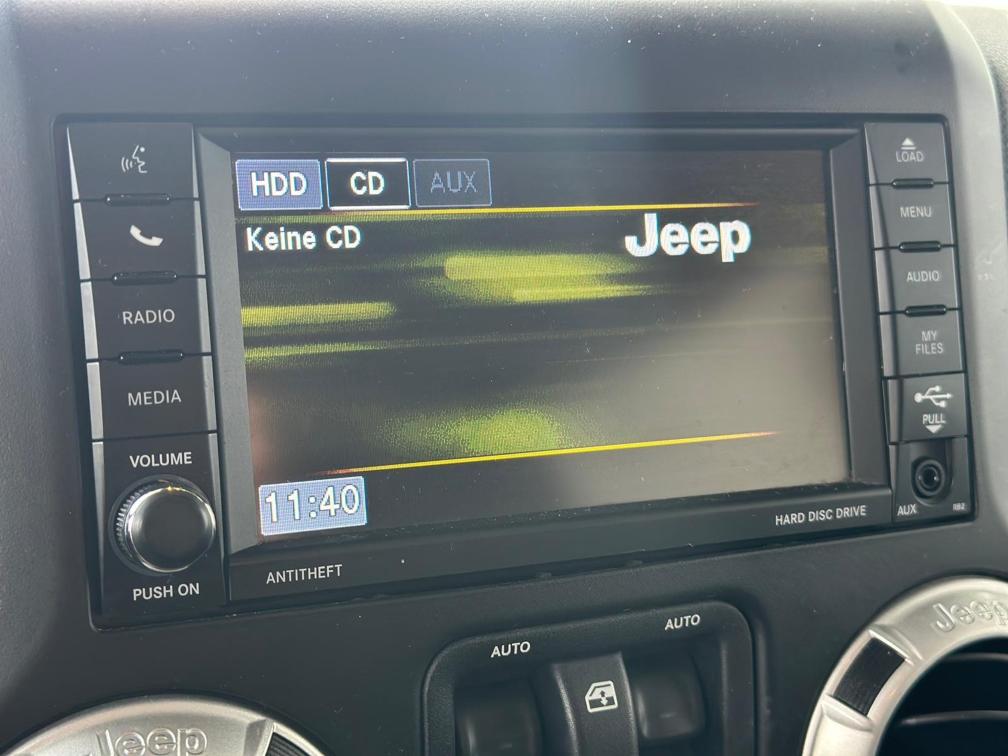 HDD CD AUX
Keine CD
Jeep
11:40
RADIO
MEDIA
VOLUME
PUSH ON
ANTITHEFT
HARD DISC DRIVE
LOAD
MENU
AUDIO
MY
FILES
PULL
AUX
RB2
AUTO
AUTO
Jeep
Jeep